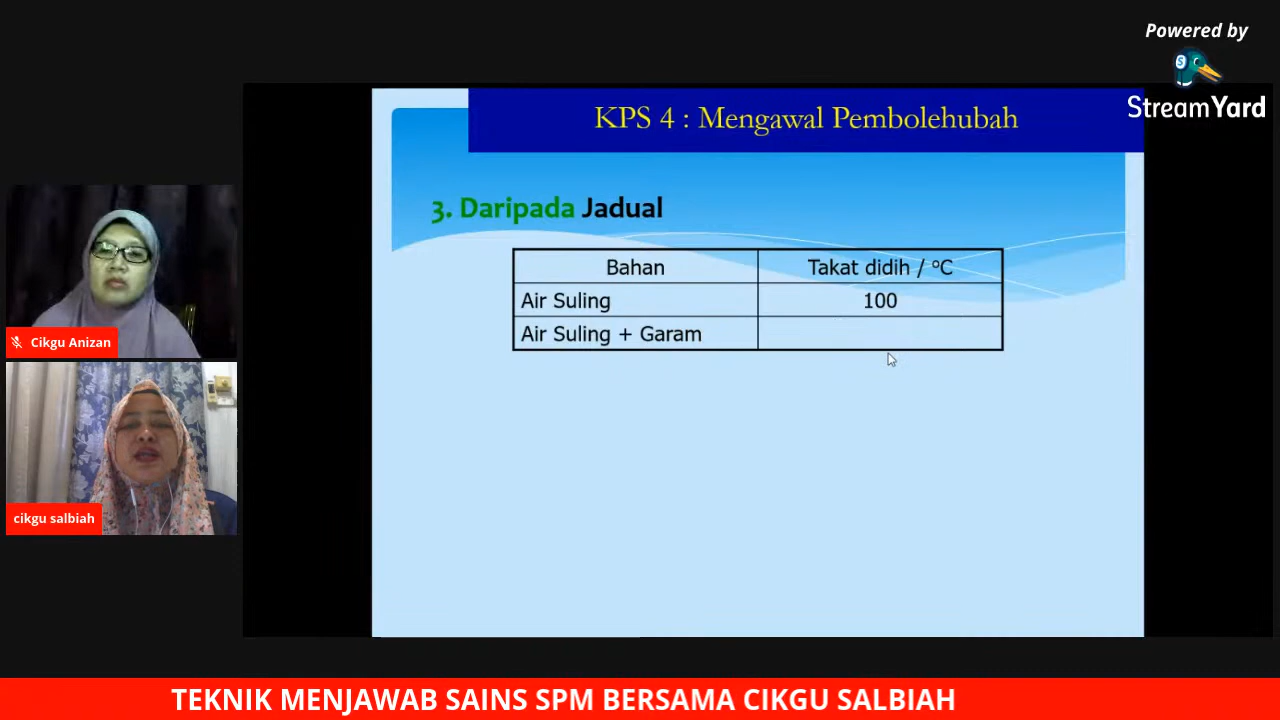 Powered by
StreamYard
KPS 4 : Mengawal Pembolehubah
3. Daripada Jadual
Bahan Takat didih / °C
Air Suling 100
Air Suling + Garam
Cikgu Anizan
cikgu salbiah
TEKNIK MENJAWAB SAINS SPM BERSAMA CIKGU SALBIAH